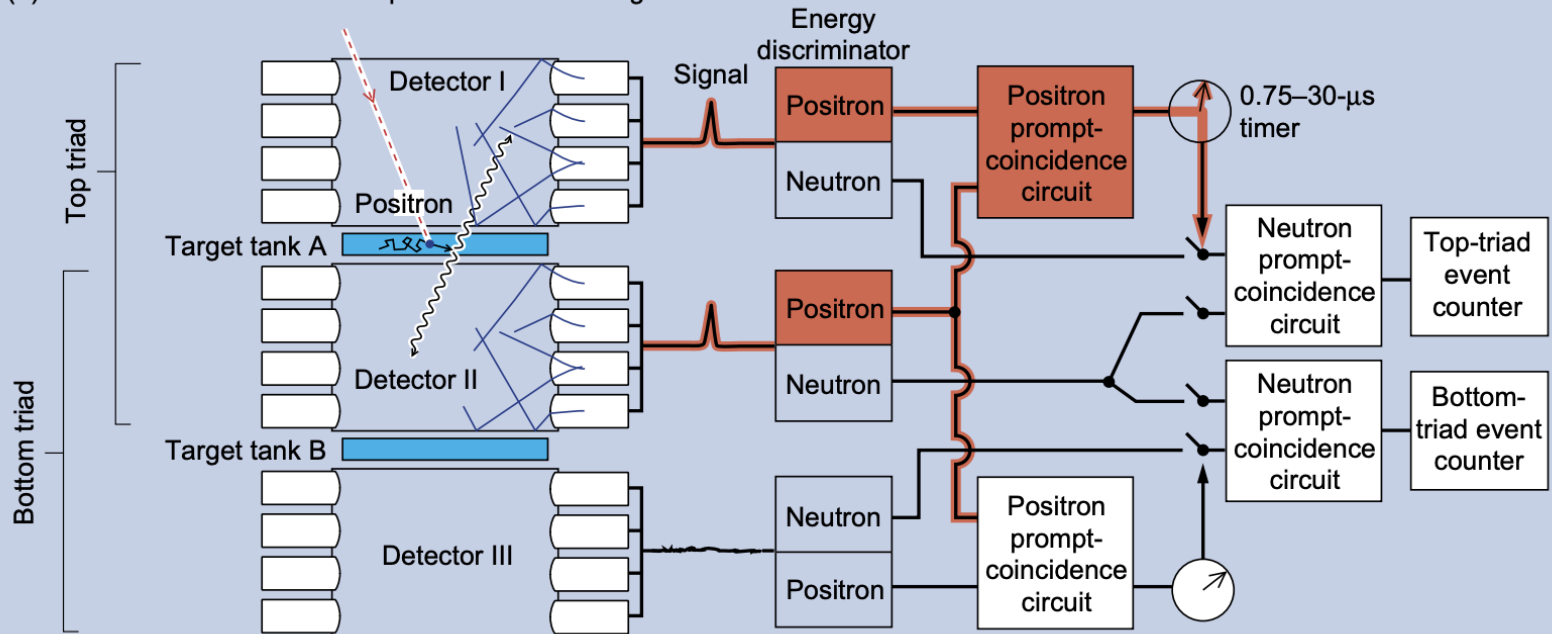 Energy
discriminator
Signal
Detector I
Positron
Neutron
Positron
prompt-
coincidence
circuit
0.75–30-μs
timer
Top triad
Positron
Target tank A
Neutron
prompt-
coincidence
circuit
Top-triad
event
counter
Detector II
Positron
Neutron
Target tank B
Bottom triad
Neutron
prompt-
coincidence
circuit
Bottom-
triad event
counter
Detector III
Neutron
Positron
Positron
prompt-
coincidence
circuit